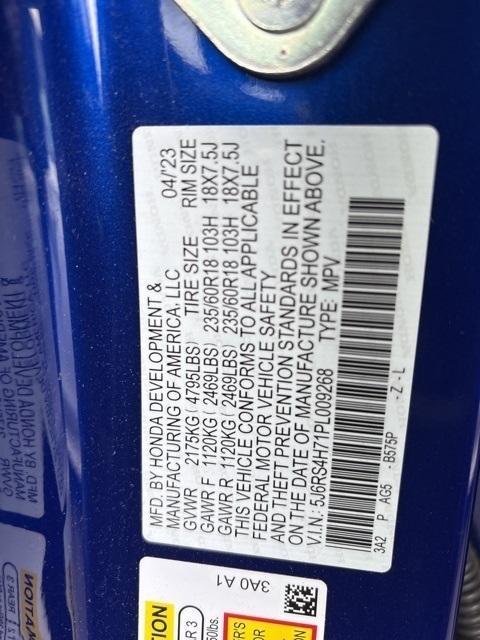 MFD. BY HONDA DEVELOPMENT &
MANUFACTURING OF AMERICA, LLC 04/'23
GVWR 2175KG ( 4795LBS) TIRE SIZE RIM SIZE
GAWR F 1120KG ( 2469LBS) 235/60R18 103H 18X7.5J
GAWR R 1120KG ( 2469LBS) 235/60R18 103H 18X7.5J
THIS VEHICLE CONFORMS TO ALL APPLICABLE
FEDERAL MOTOR VEHICLE SAFETY
AND THEFT PREVENTION STANDARDS IN EFFECT
ON THE DATE OF MANUFACTURE SHOWN ABOVE.
V.I.N.: 5J6RS4H71PL009268 TYPE: MPV
3A2 P AG5 - B575P -Z - L
3A0 A1